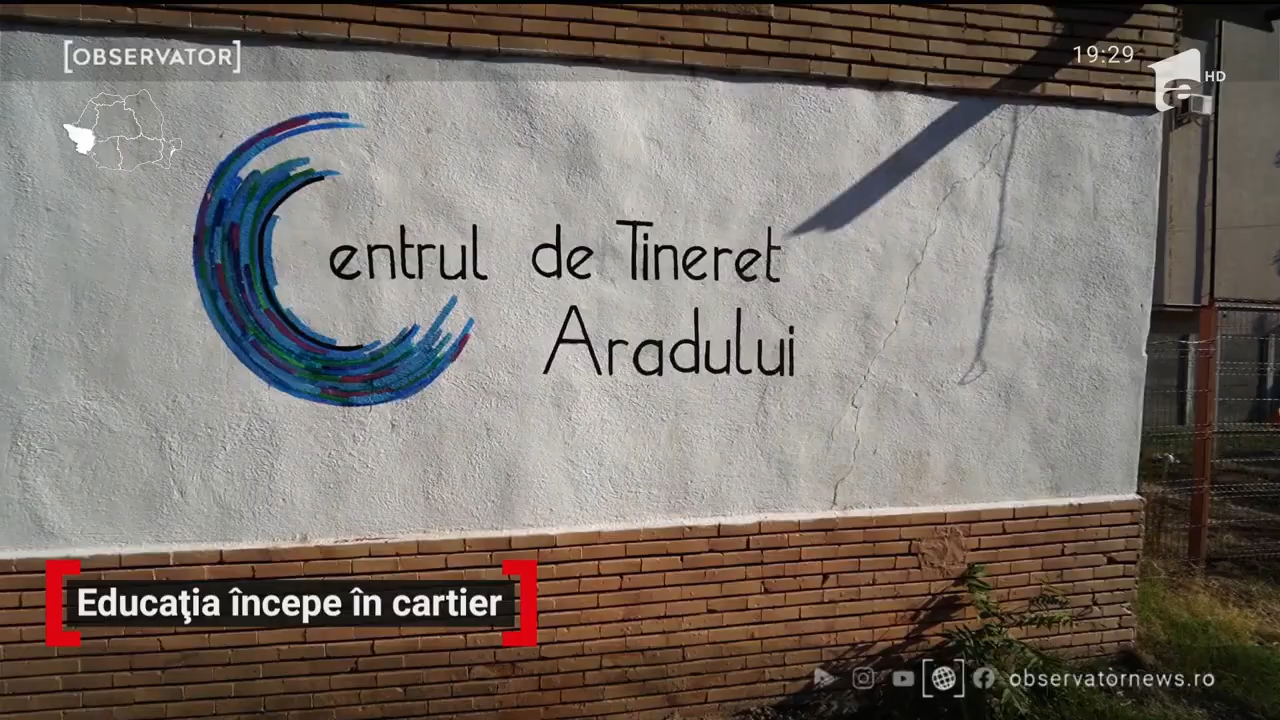 [OBSERVATOR]
19:29
HD
Centrul de Tineret
Aradului
Educaţia începe în cartier
observatornews.ro